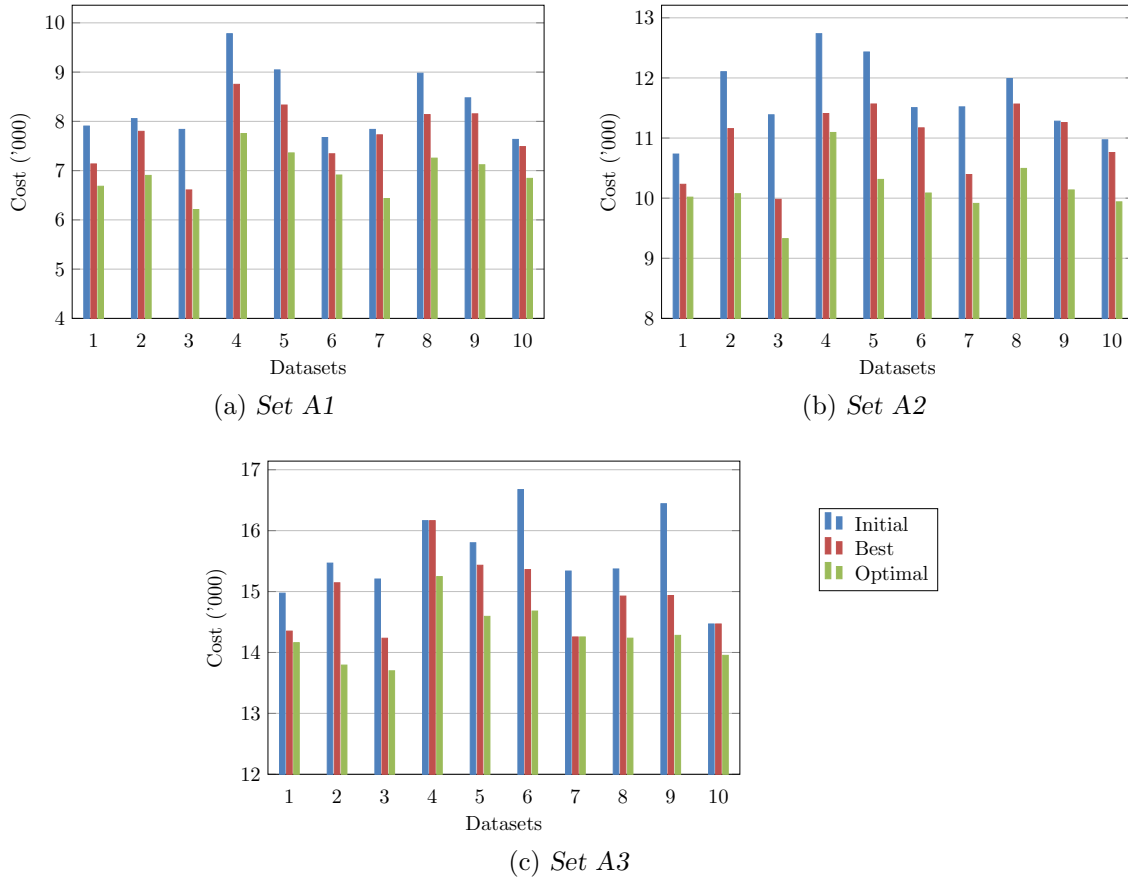 10
9
8
7
6
5
4
Cost ('000)
1 2 3 4 5 6 7 8 9 10
Datasets
(a) Set A1
13
12
11
10
9
8
Cost ('000)
1 2 3 4 5 6 7 8 9 10
Datasets
(b) Set A2
17
16
15
14
13
12
Cost ('000)
1 2 3 4 5 6 7 8 9 10
Datasets
(c) Set A3
Initial
Best
Optimal